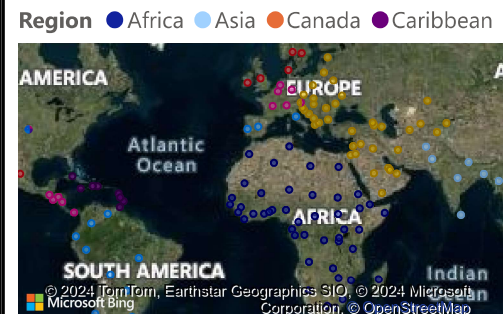 Region Africa Asia Canada Caribbean
AMERICA
EUROPE
A
Atlantic
Ocean
AFRICA
SOUTH AMERICA
Indian
Ocean
© 2024 TomTom, Earthstar Geographics SIO, © 2024 Microsoft
Microsoft Bing
Corporation, © OpenStreetMap